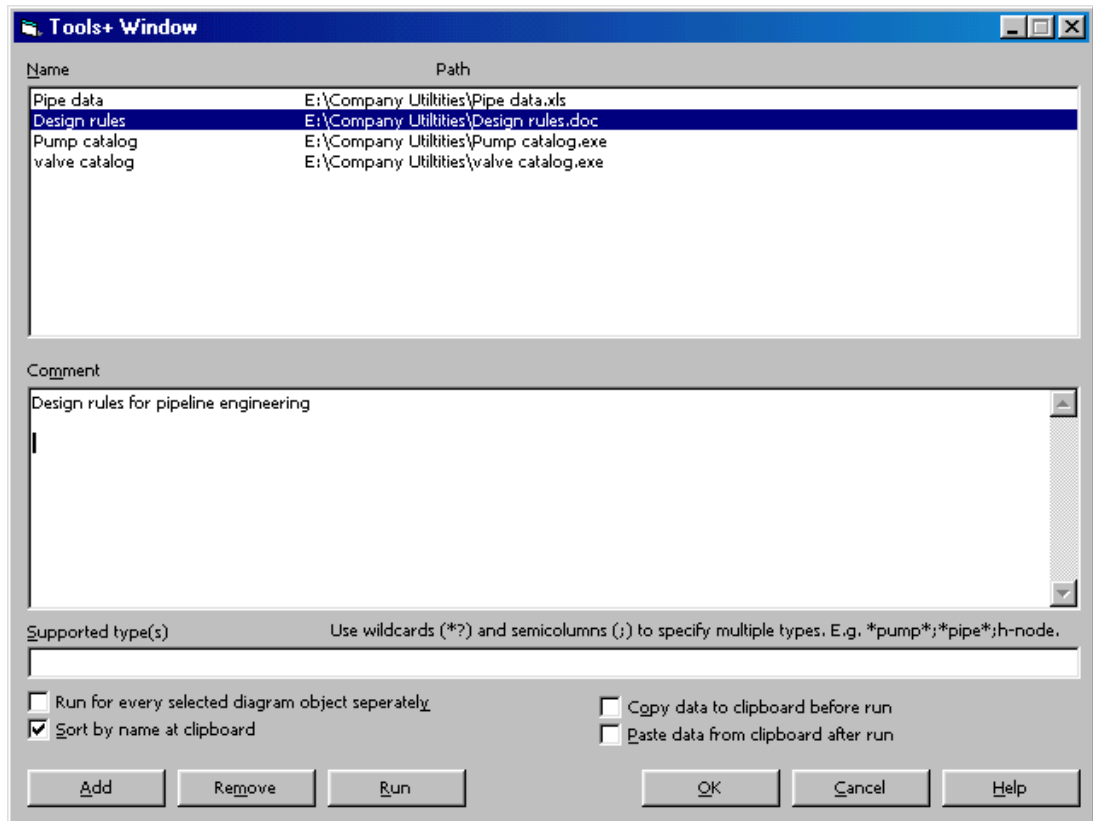 Tools+ Window
Name Path
Pipe data E:\Company Utiltities\Pipe data.xls
Design rules E:\Company Utiltities\Design rules.doc
Pump catalog E:\Company Utiltities\Pump catalog.exe
valve catalog E:\Company Utiltities\valve catalog.exe
Comment
Design rules for pipeline engineering
Supported type(s) Use wildcards (*?) and semicolumns (;) to specify multiple types. E.g. *pump*;*pipe*;h-node.
Run for every selected diagram object seperately
Copy data to clipboard before run
Sort by name at clipboard
Paste data from clipboard after run
Add Remove Run OK Cancel Help